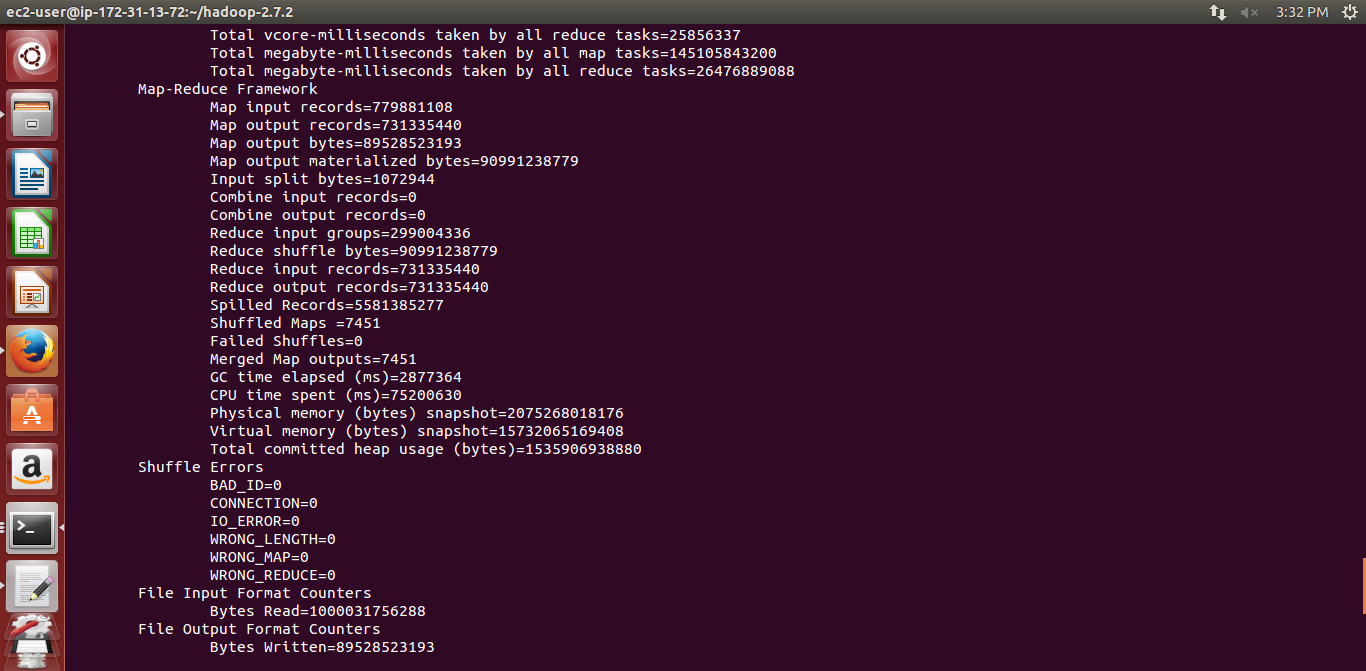 ec2-user@ip-172-31-13-72:~/hadoop-2.7.2
3:32 PM
Total vcore-milliseconds taken by all reduce tasks=25856337
Total megabyte-milliseconds taken by all map tasks=145105843200
Total megabyte-milliseconds taken by all reduce tasks=26476889088
Map-Reduce Framework
Map input records=779881108
Map output records=731335440
Map output bytes=89528523193
Map output materialized bytes=90991238779
Input split bytes=1072944
Combine input records=0
Combine output records=0
Reduce input groups=299004336
Reduce shuffle bytes=90991238779
Reduce input records=731335440
Reduce output records=731335440
Spilled Records=5581385277
Shuffled Maps =7451
Failed Shuffles=0
Merged Map outputs=7451
GC time elapsed (ms)=2877364
CPU time spent (ms)=75200630
Physical memory (bytes) snapshot=2075268018176
Virtual memory (bytes) snapshot=15732065169408
Total committed heap usage (bytes)=1535906938880
Shuffle Errors
BAD_ID=0
CONNECTION=0
IO_ERROR=0
WRONG_LENGTH=0
WRONG_MAP=0
WRONG_REDUCE=0
File Input Format Counters
Bytes Read=1000031756288
File Output Format Counters
Bytes Written=89528523193